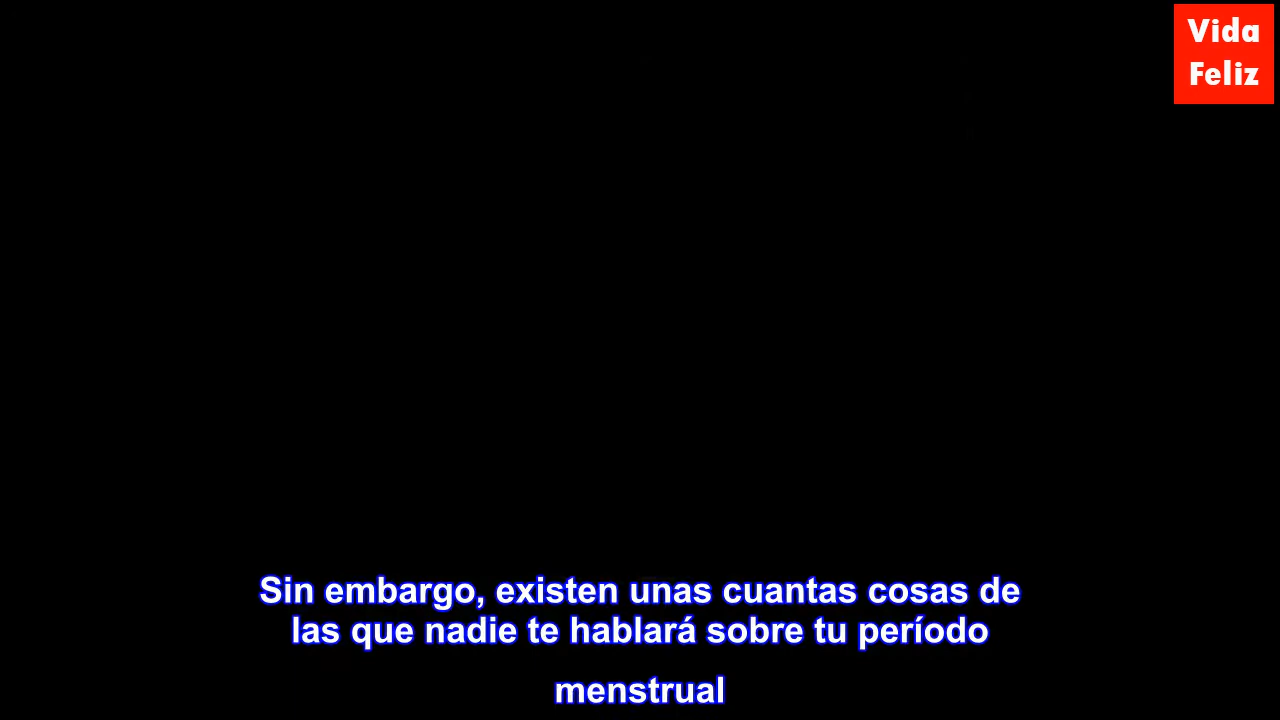 Vida
Feliz
Sin embargo, existen unas cuantas cosas de
las que nadie te hablará sobre tu período
menstrual